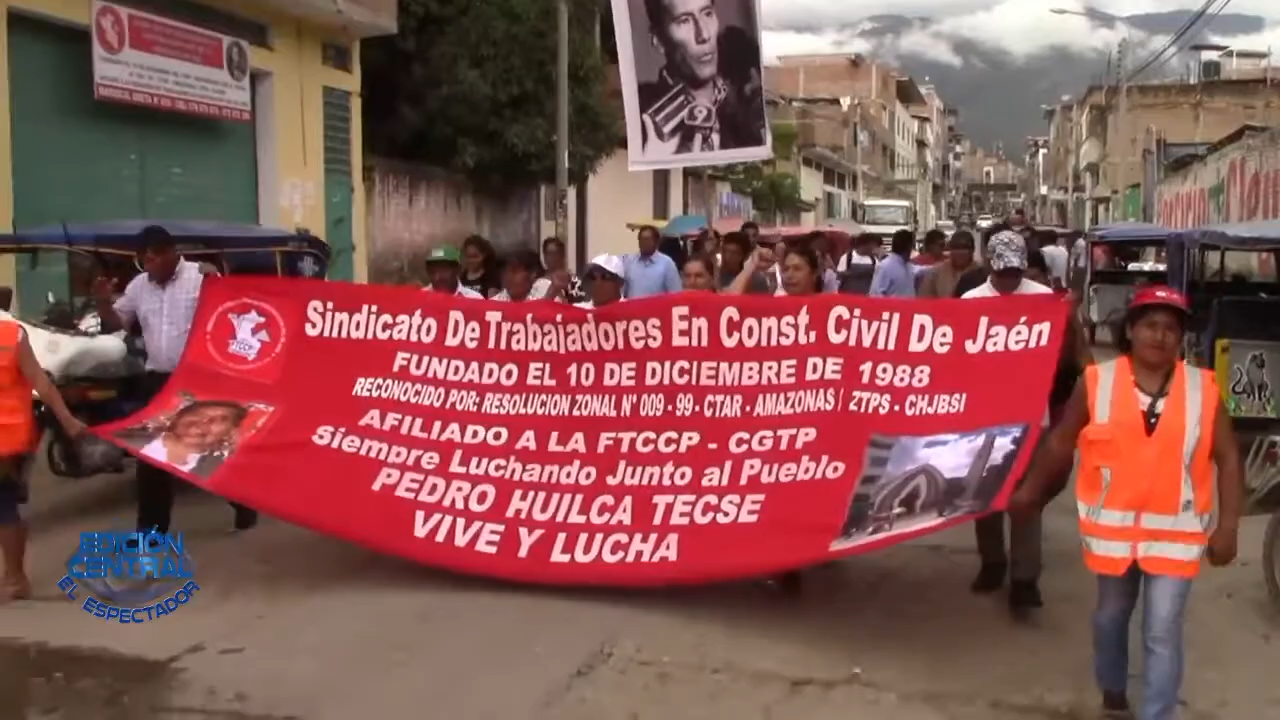 Sindicato De Trabajadores En Const. Civil De Jaén
FUNDADO EL 10 DE DICIEMBRE DE 1988
RECONOCIDO POR: RESOLUCION ZONAL N° 009 - 99 - CTAR - AMAZONAS / ZTPS - CHJBSI
AFILIADO A LA FTCCP - CGTP
Siempre Luchando Junto al Pueblo
PEDRO HUILCA TECSE
VIVE Y LUCHA
FTCCP
9
EDICIÓN
CENTRAL
EL ESPECTADOR